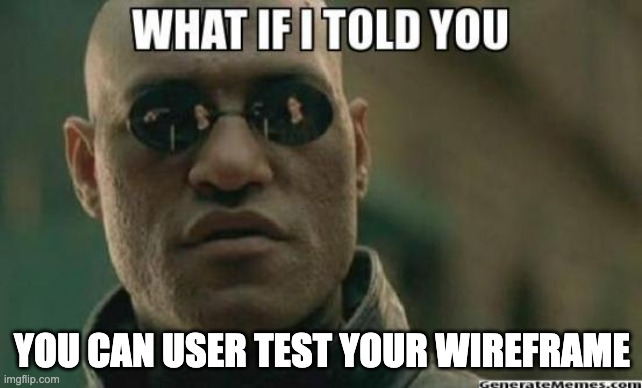 WHAT IF I TOLD YOU
YOU CAN USER TEST YOUR WIREFRAME
imgflip.com
GenerateMemes.com